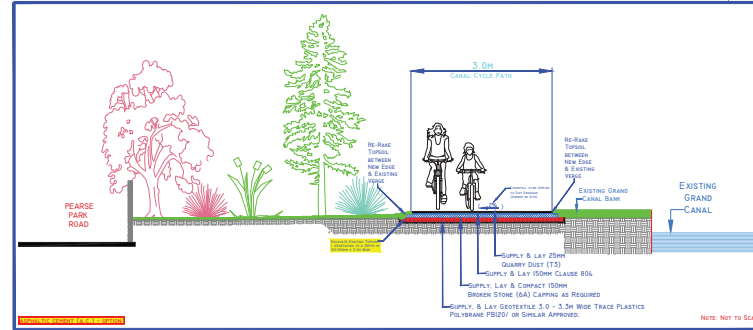 3.0M
CANAL CYCLE PATH
RE-RAKE
TOPSOIL
BETWEEN
NEW EDGE
& EXISTING
VERGE
RE-RAKE
TOPSOIL
BETWEEN
NEW EDGE
& EXISTING
VERGE
EXISTING GRAND
CANAL BANK
EXISTING
GRAND
CANAL
PEARSE
PARK
ROAD
SUPPLY & LAY 25MM
QUARRY DUST (T3)
SUPPLY & LAY 150MM CLAUSE 804
SUPPLY, LAY & COMPACT 150MM
BROKEN STONE (6A) CAPPING AS REQUIRED
SUPPLY, & LAY GEOTEXTILE 3.0 - 3.3M WIDE TRACE PLASTICS
POLYBRANE PB120/ OR SIMILAR APPROVED.
ASPHALTIC CEMENT (A.C.) - OPTION
NOTE: NOT TO SCA